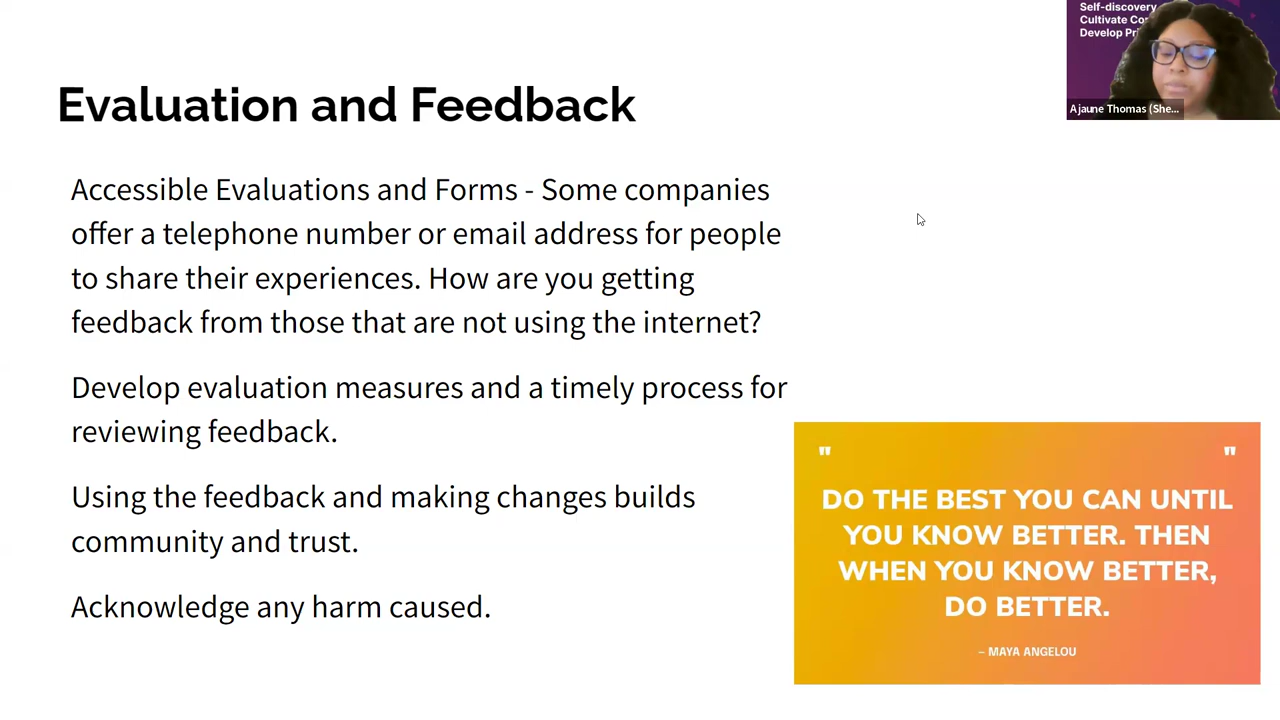 Self-discovery
Cultivate
Develop
Ajaune Thomas (She...
Evaluation and Feedback
Accessible Evaluations and Forms - Some companies
offer a telephone number or email address for people
to share their experiences. How are you getting
feedback from those that are not using the internet?
Develop evaluation measures and a timely process for
reviewing feedback.
Using the feedback and making changes builds
community and trust.
Acknowledge any harm caused.
" "
DO THE BEST YOU CAN UNTIL
YOU KNOW BETTER. THEN
WHEN YOU KNOW BETTER,
DO BETTER.
– MAYA ANGELOU